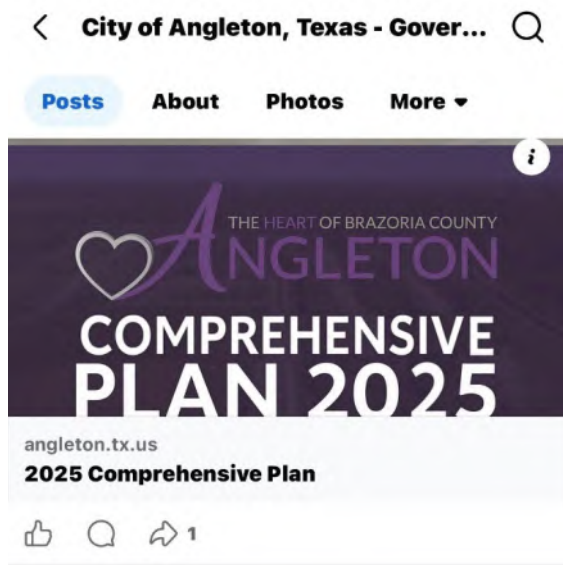 City of Angleton, Texas - Gover...
Posts About Photos More
i
THE HEART OF BRAZORIA COUNTY
ANGLETON
COMPREHENSIVE
PLAN 2025
angleton.tx.us
2025 Comprehensive Plan
1